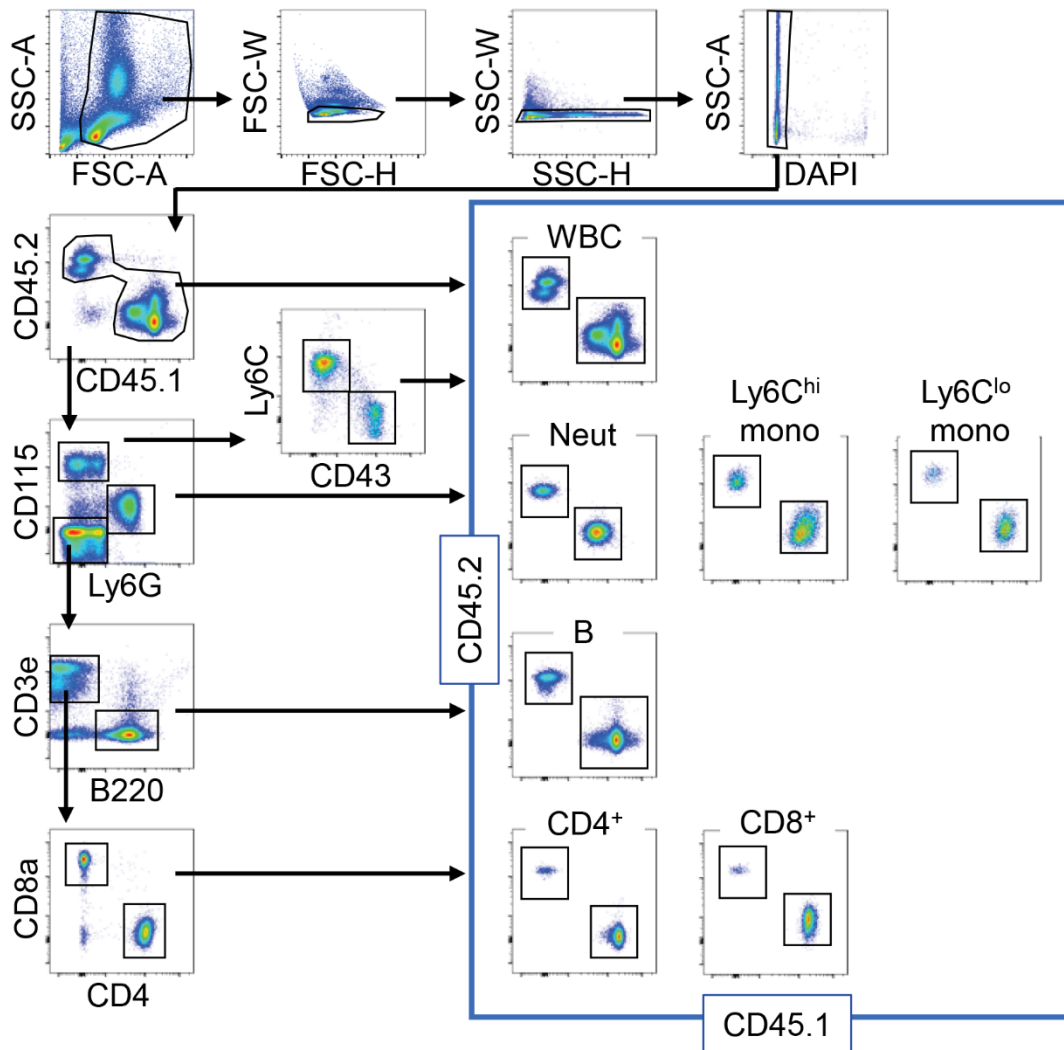 SSC-A
FSC-A
FSC-W
FSC-H
SSC-W
SSC-H
SSC-A
DAPI
CD45.2
CD45.1
WBC
Ly6C
CD43
CD115
Ly6G
Neut
Ly6Chi
mono
Ly6Clo
mono
CD45.2
CD3e
B220
B
CD8a
CD4
CD4+
CD8+
CD45.1